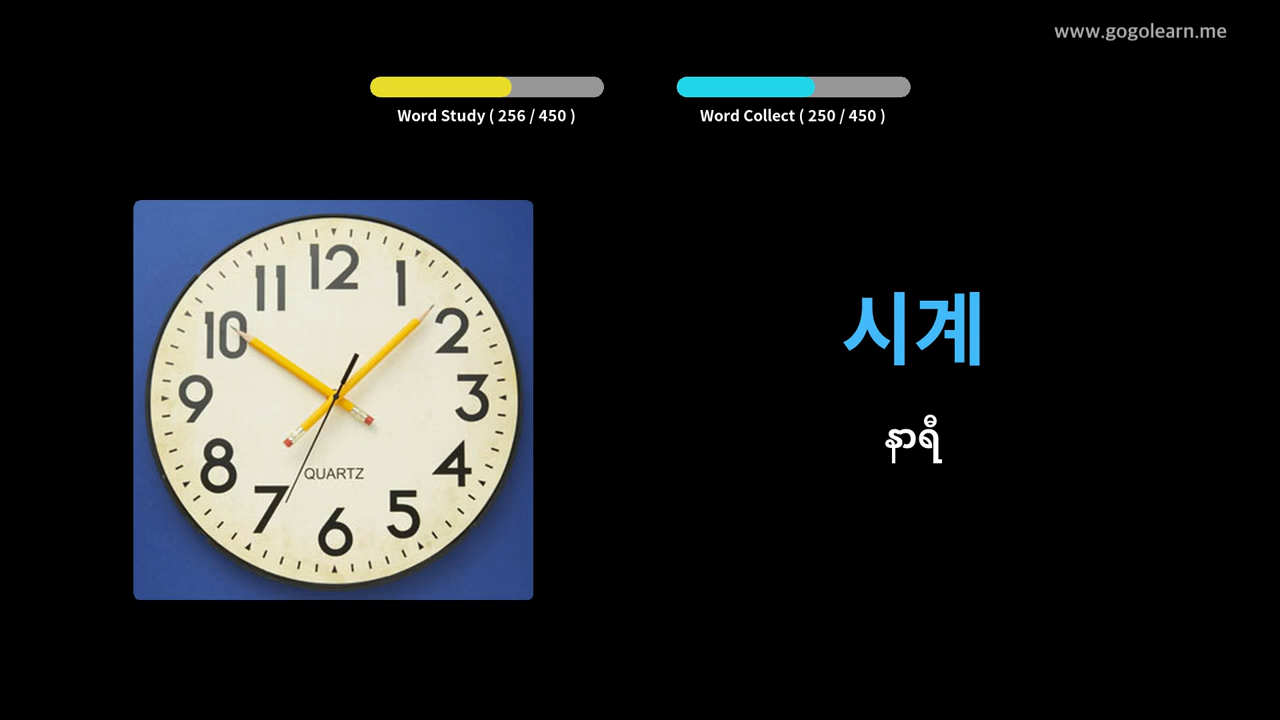 www.gogolearn.me
Word Study ( 256 / 450 )
Word Collect ( 250 / 450 )
12
11
1
10
2
9
3
8
4
QUARTZ
7
5
6
시계
နာရီ